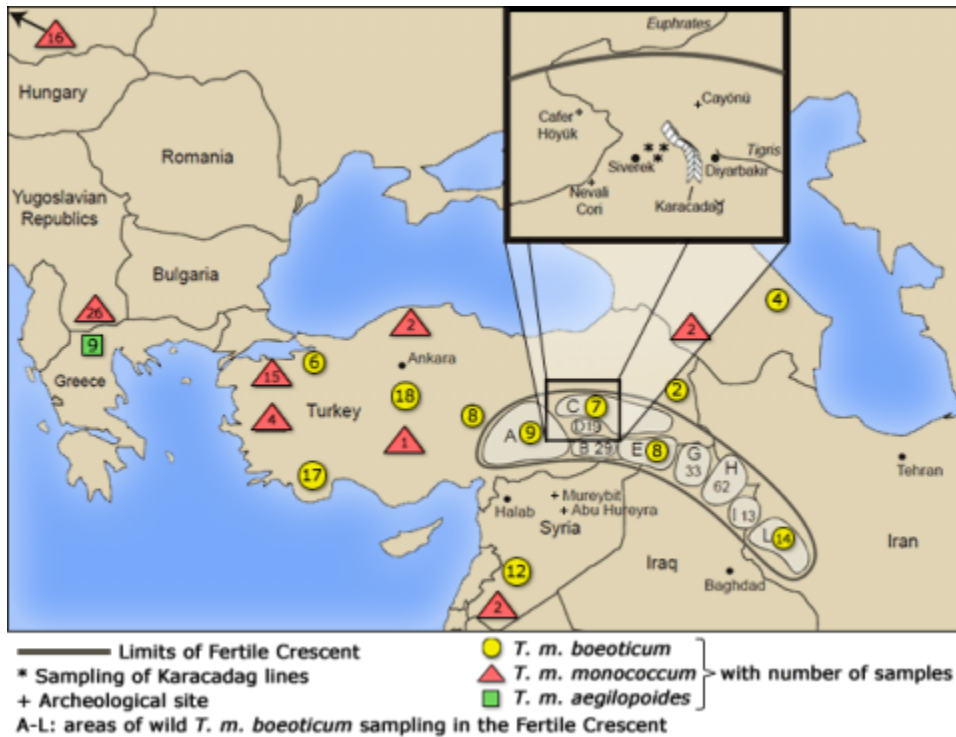 16
Hungary
Romania
Yugoslavian
Republics
Bulgaria
26
9
Greece
Euphrates
Cayönü
Cafer
Höyük
Tigris
Siverek
* * *
Diyarbakir
Nevali
Cori
Karacadağ
4
2
2
6
Ankara
15
18
2
Turkey
4
8
1
17
A 9
C 7
D19
B 29
E 8
G
33
H
62
I 13
L 14
Tehran
Iran
Halab
+ Mureybit
+ Abu Hureyra
Syria
12
2
Iraq
Baghdad
Limits of Fertile Crescent
* Sampling of Karacadag lines
+ Archeological site
T. m. boeoticum
T. m. monococcum
T. m. aegilopoides
with number of samples
A-L: areas of wild T. m. boeoticum sampling in the Fertile Crescent